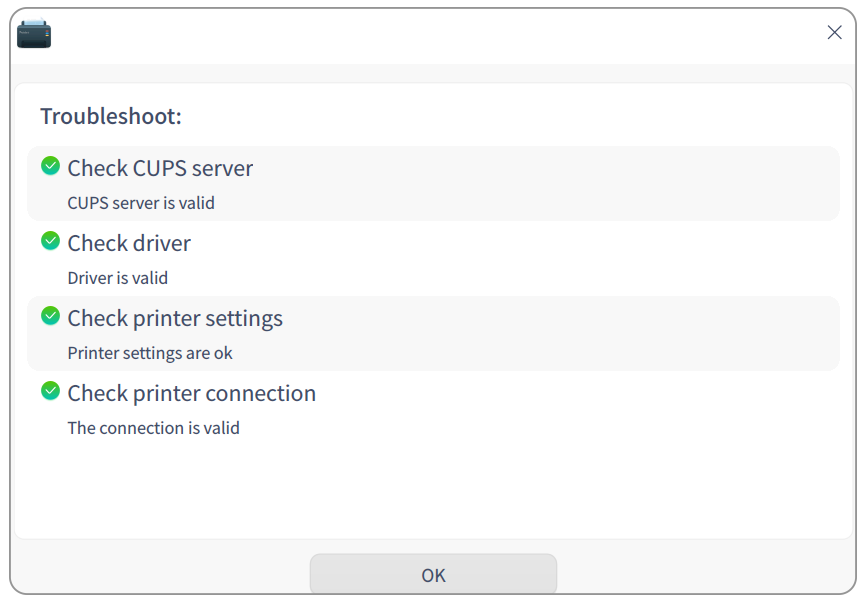 Troubleshoot:
Check CUPS server
CUPS server is valid
Check driver
Driver is valid
Check printer settings
Printer settings are ok
Check printer connection
The connection is valid
OK